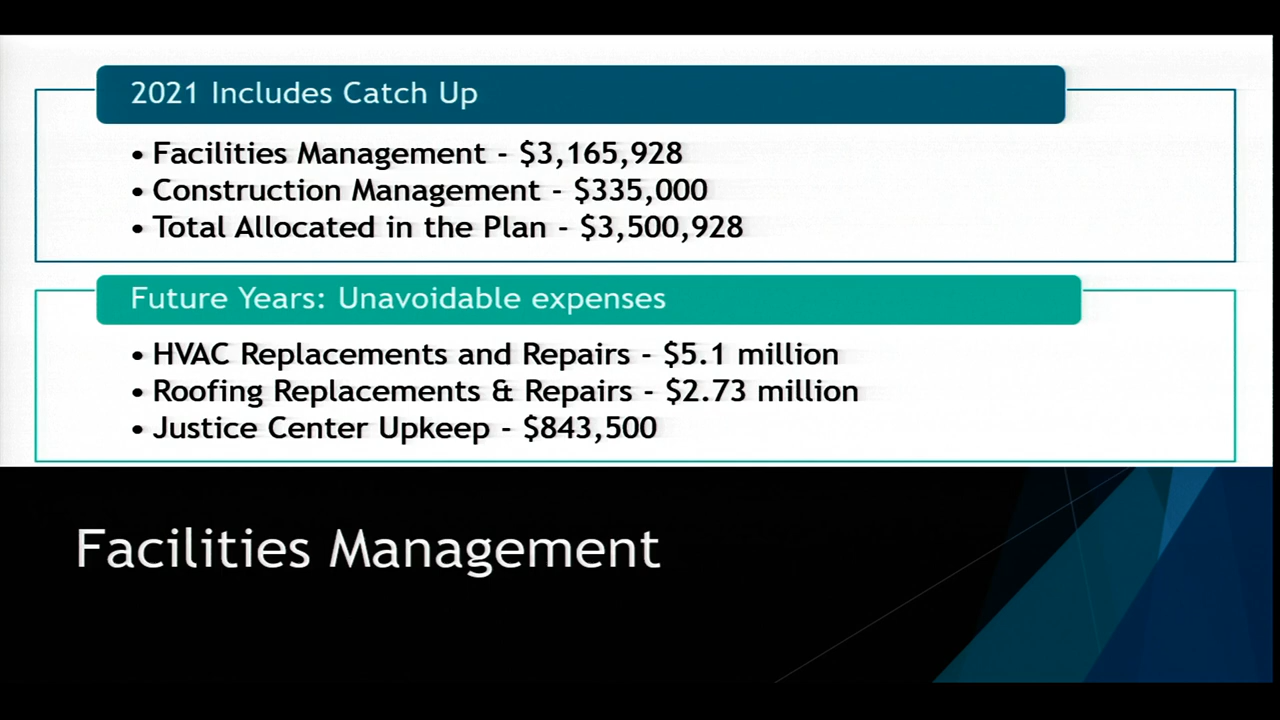 2021 Includes Catch Up
• Facilities Management - $3,165,928
• Construction Management - $335,000
• Total Allocated in the Plan - $3,500,928
Future Years: Unavoidable expenses
• HVAC Replacements and Repairs - $5.1 million
• Roofing Replacements & Repairs - $2.73 million
• Justice Center Upkeep - $843,500
Facilities Management